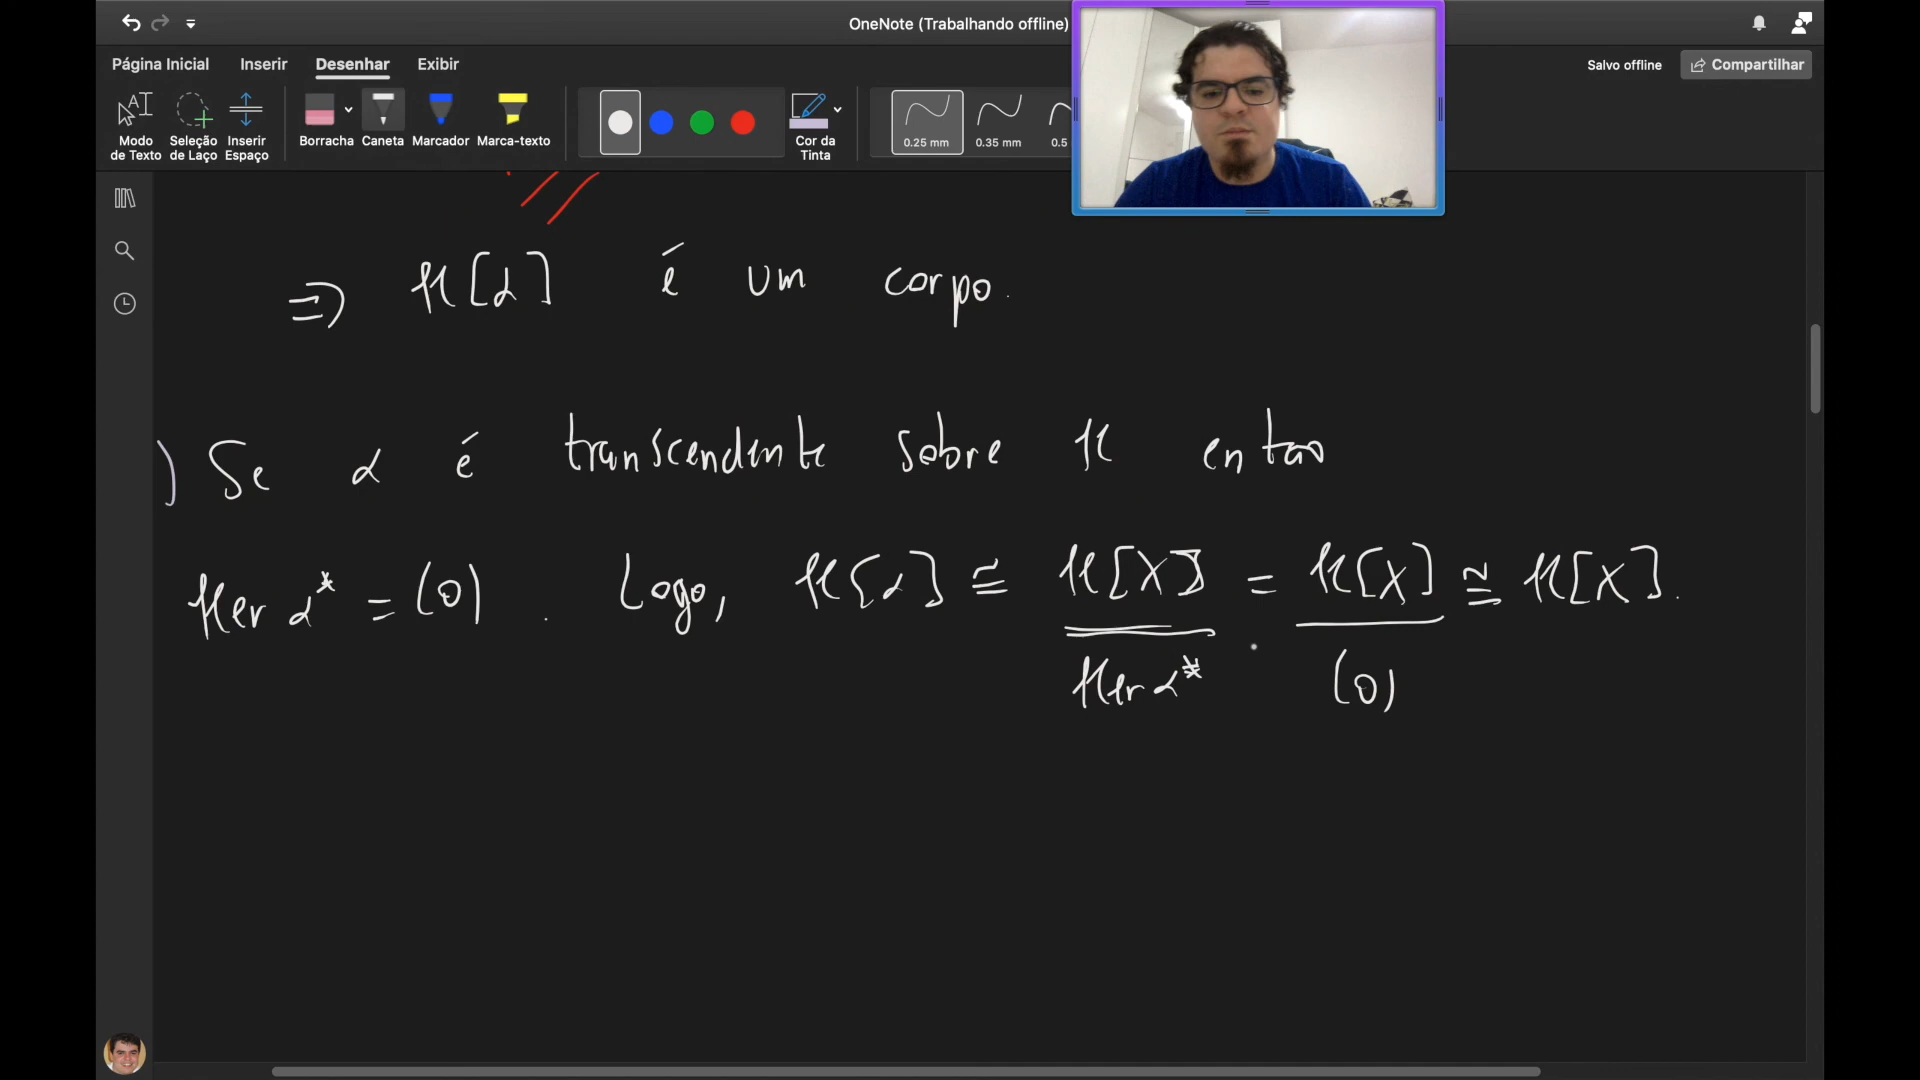 OneNote (Trabalhando offline)
Página Inicial Inserir Desenhar Exibir
Salvo offline Compartilhar
Modo de Texto Seleção de Laço Inserir Espaço Borracha Caneta Marcador Marca-texto Cor da Tinta 0.25 mm 0.35 mm 0.5
⇒ K[α] é um corpo.
) Se α é transcendente sobre K então
Ker α* = (0). Logo, K[α] ≅ K[X] / Ker α* = K[X] / (0) ≅ K[X].